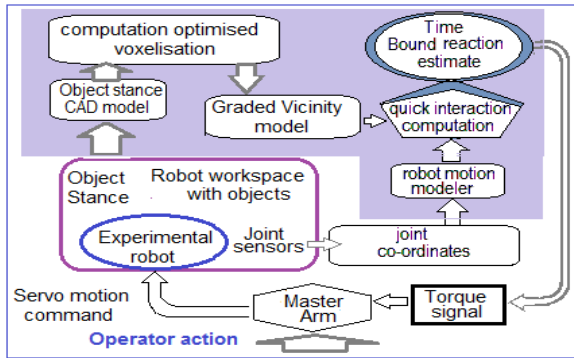 computation optimised
voxelisation
Time
Bound reaction
estimate
Object stance
CAD model
Graded Vicinity
model
quick interaction
computation
Object
Stance
Robot workspace
with objects
robot motion
modeler
Experimental
robot
Joint
sensors
joint
co-ordinates
Servo motion
command
Master
Arm
Torque
signal
Operator action